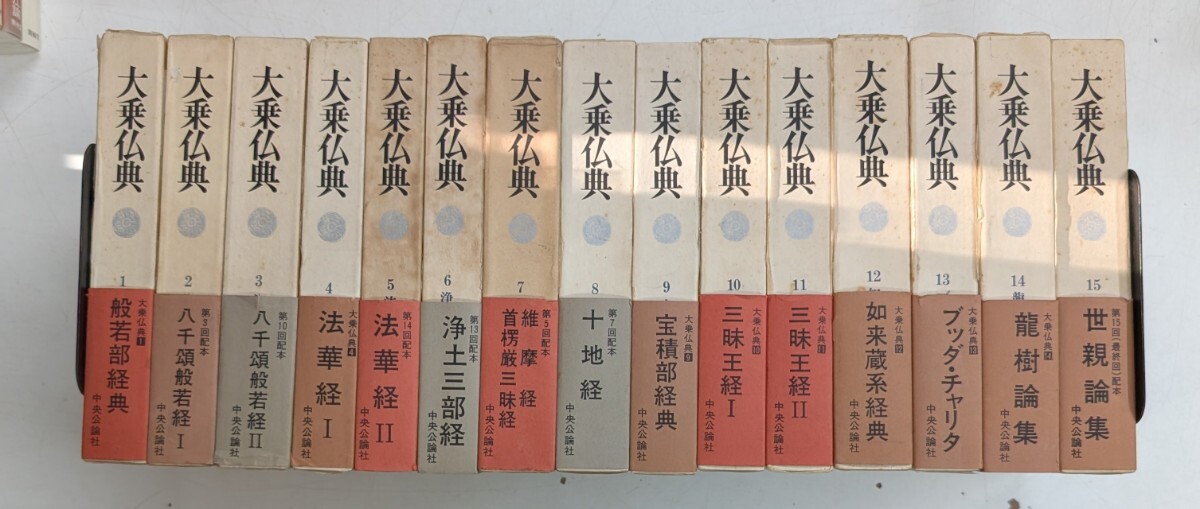 大乗仏典
1
大乗仏典1
般若部経典
中央公論社
大乗仏典
2
第3回配本
八千頌般若経 I
中央公論社
大乗仏典
3
第10回配本
八千頌般若経 II
中央公論社
大乗仏典
4
大乗仏典4
法華経 I
中央公論社
大乗仏典
5
第14回配本
法華経 II
中央公論社
大乗仏典
6 浄
第13回配本
浄土三部経
中央公論社
大乗仏典
7
第5回配本
維摩経
首楞厳三昧経
中央公論社
大乗仏典
8
第7回配本
十地経
中央公論社
大乗仏典
9
大乗仏典9
宝積部経典
中央公論社
大乗仏典
10
大乗仏典
三昧王経 I
中央公論社
大乗仏典
11
大乗仏典
三昧王経 II
中央公論社
大乗仏典
12
大乗仏典
如来蔵系経典
中央公論社
大乗仏典
13
大乗仏典
ブッダ・チャリタ
中央公論社
大乗仏典
14 龍
大乗仏典
龍樹論集
中央公論社
大乗仏典
15
第15回(最終回)配本
世親論集
中央公論社